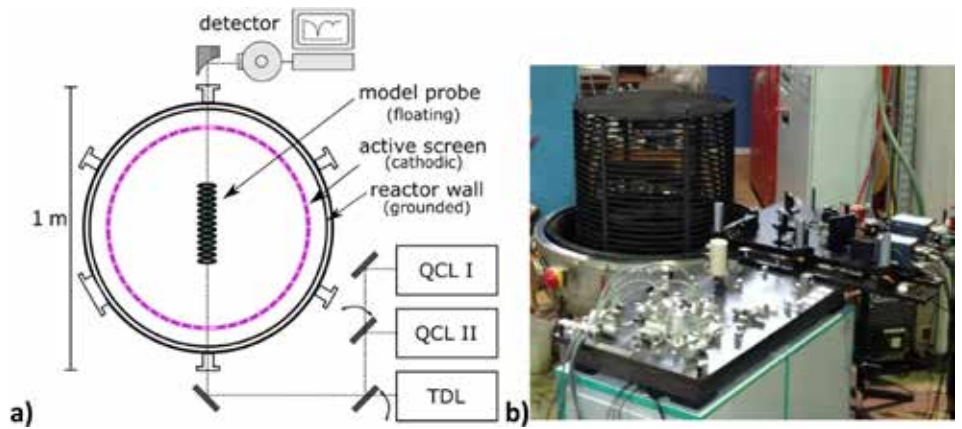 detector
model probe
(floating)
active screen
(cathodic)
reactor wall
(grounded)
1 m
QCL I
QCL II
TDL
a)
b)